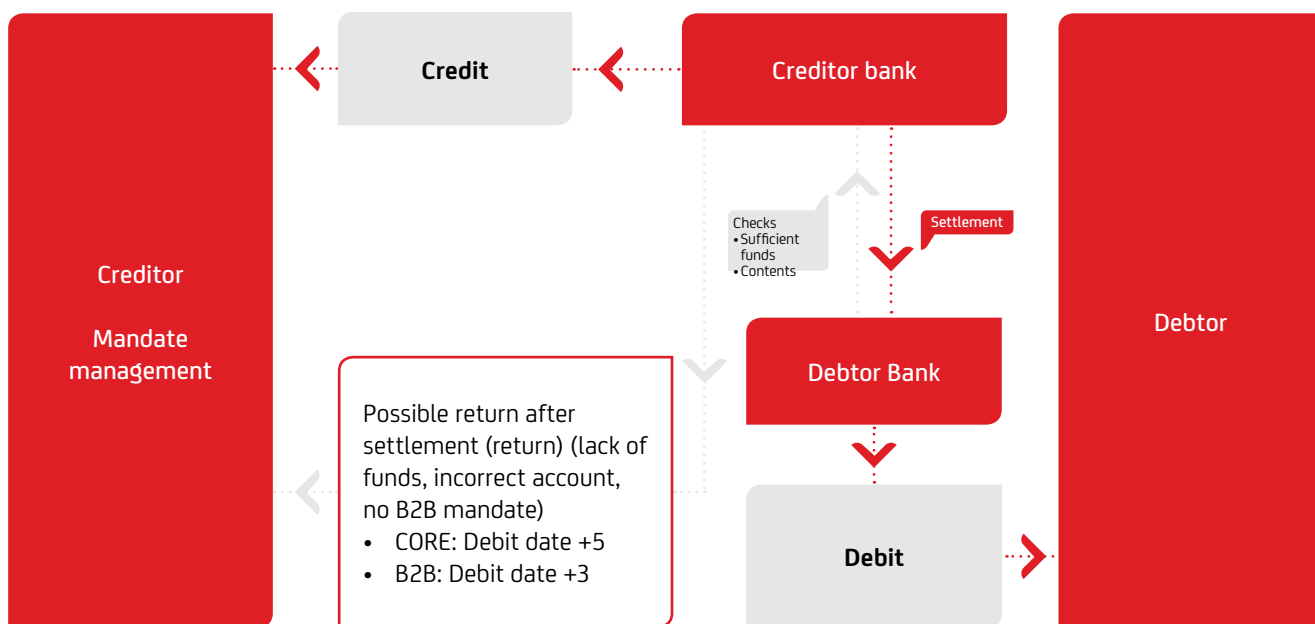 Credit
Creditor bank
Checks
• Sufficient
funds
• Contents
Settlement
Creditor
Mandate
management
Debtor
Debtor Bank
Possible return after
settlement (return) (lack of
funds, incorrect account,
no B2B mandate)
• CORE: Debit date +5
• B2B: Debit date +3
Debit